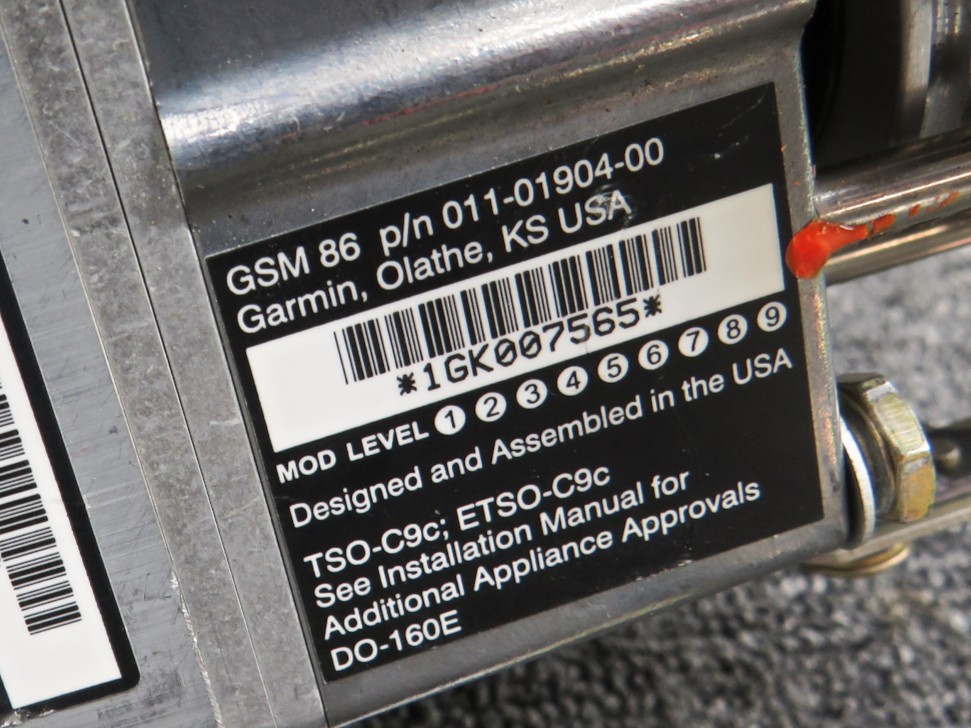 GSM 86 p/n 011-01904-00
Garmin, Olathe, KS USA
*1GK007565*
MOD LEVEL 1 2 3 4 5 6 7 8 9
Designed and Assembled in the USA
TSO-C9c; ETSO-C9c
See Installation Manual for
Additional Appliance Approvals
DO-160E